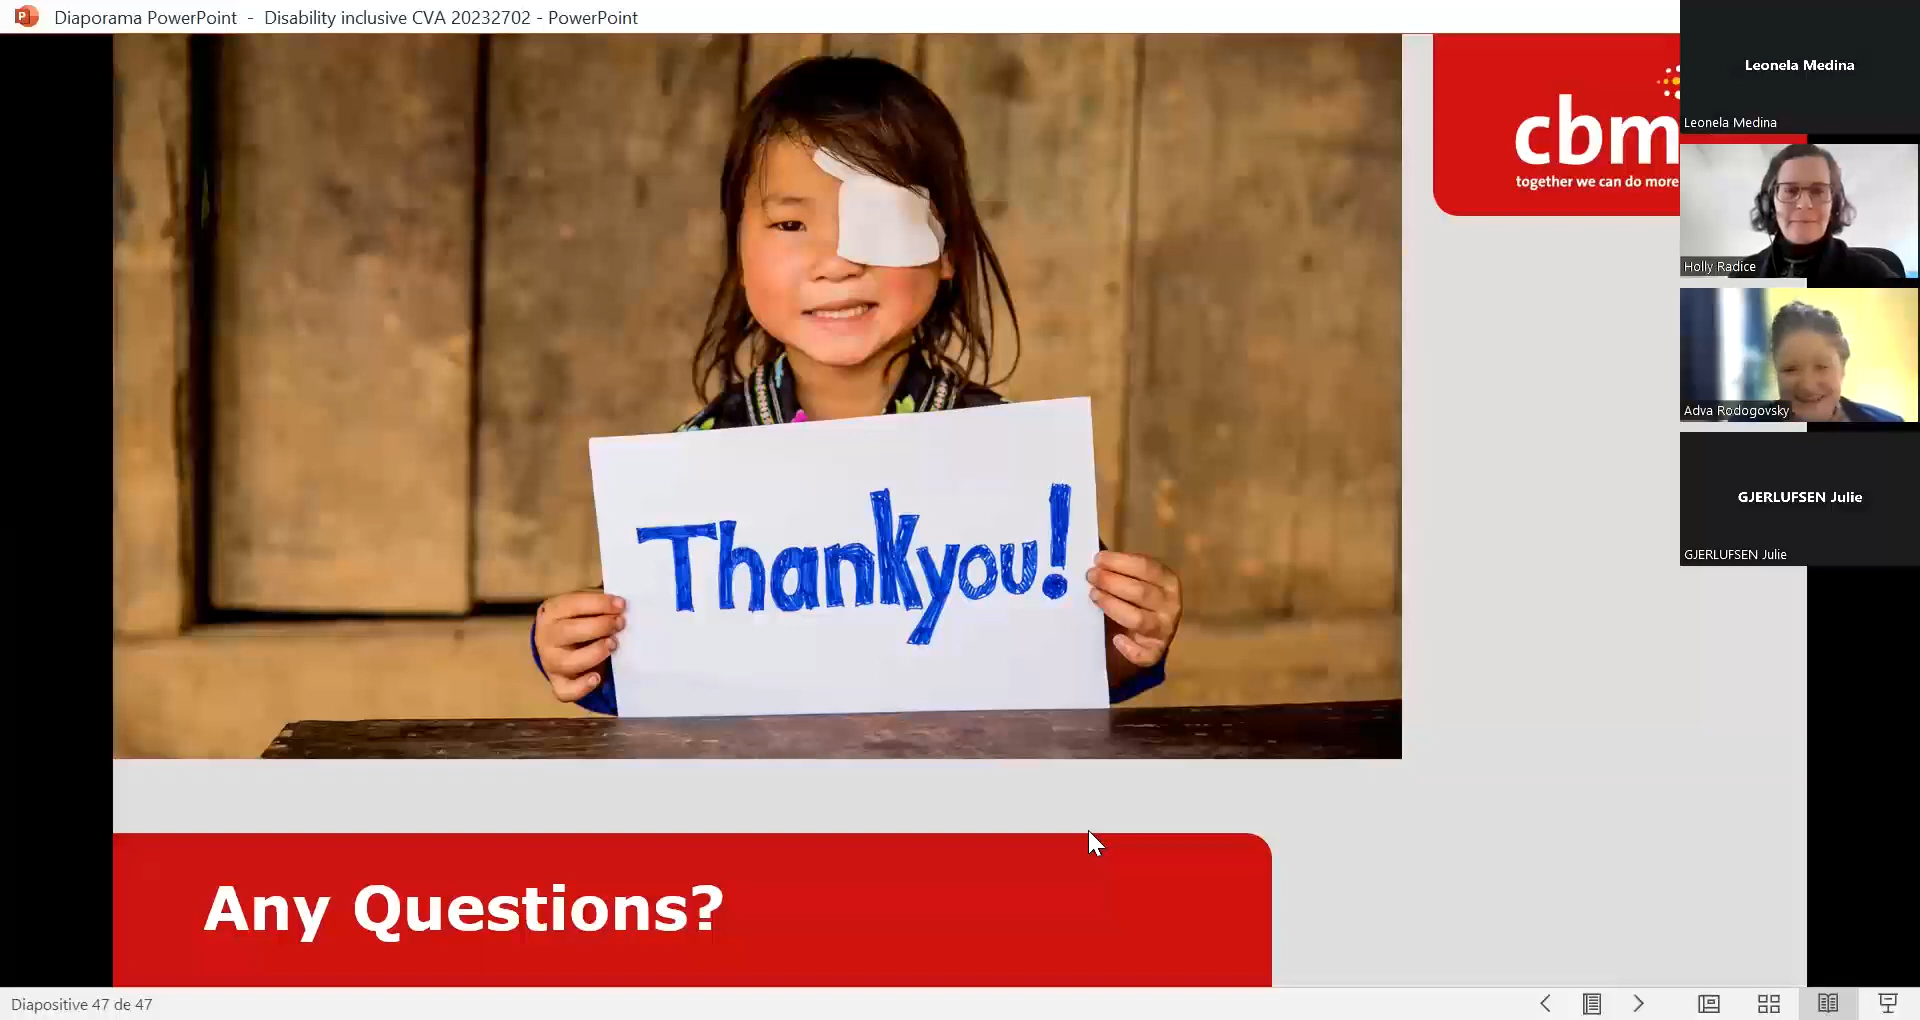 Diaporama PowerPoint - Disability inclusive CVA 20232702 - PowerPoint
cbm
together we can do more
Leonela Medina
Leonela Medina
Holly Radice
Adva Rodogovsky
GJERLUFSEN Julie
GJERLUFSEN Julie
Thankyou!
Any Questions?
Diapositive 47 de 47